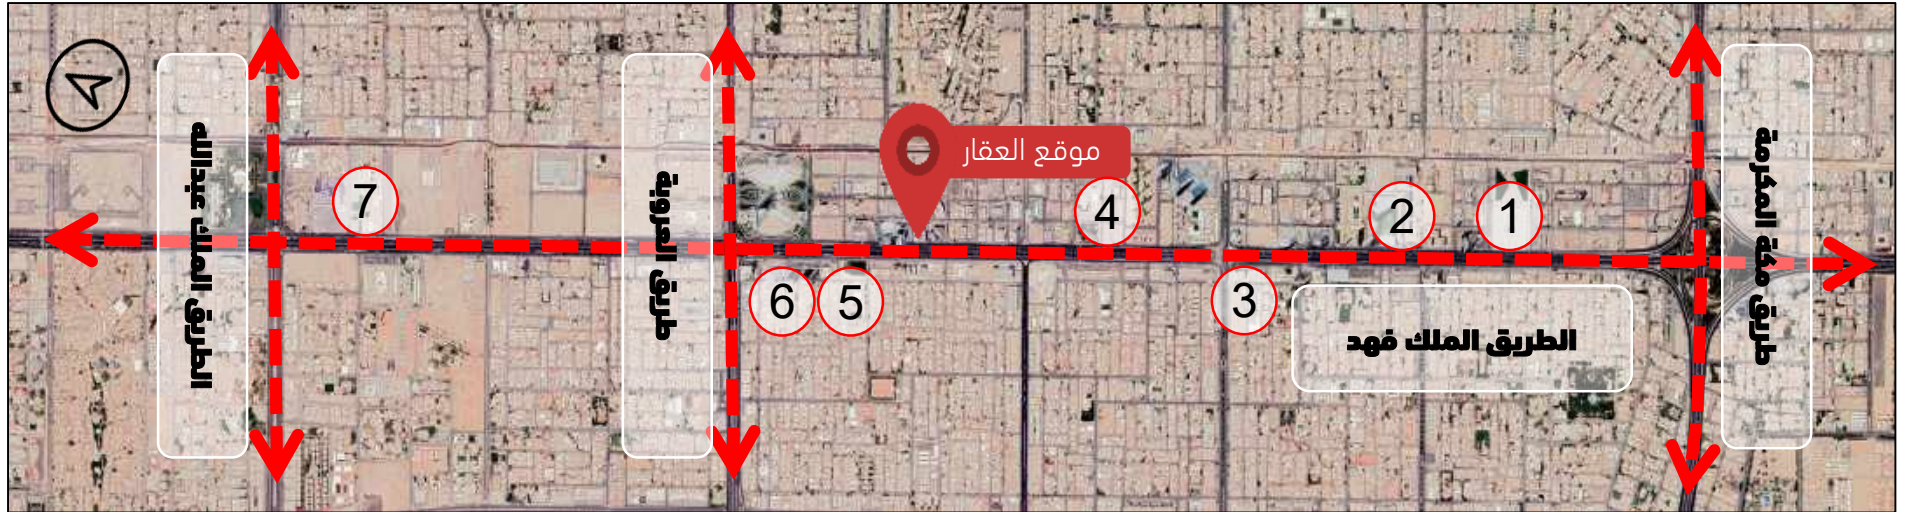 الطريق الملك عبدالله
طريق العروبة
موقع العقار
طريق مكة المكرمة
7
4
2
1
6
5
3
الطريق الملك فهد